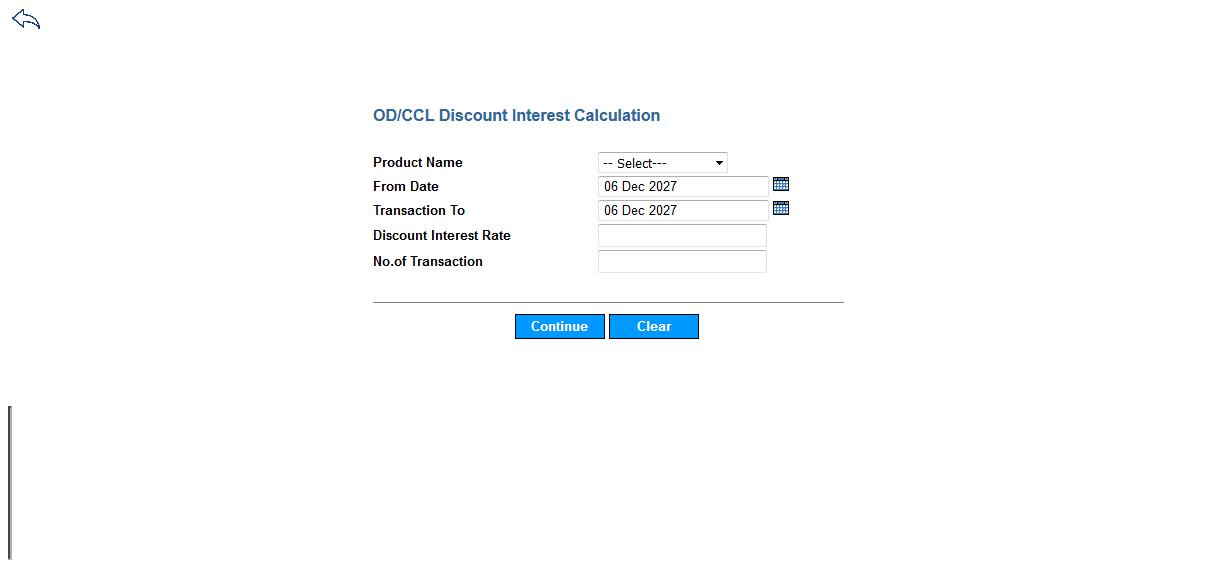 OD/CCL Discount Interest Calculation
Product Name -- Select---
From Date 06 Dec 2027
Transaction To 06 Dec 2027
Discount Interest Rate
No.of Transaction
Continue Clear